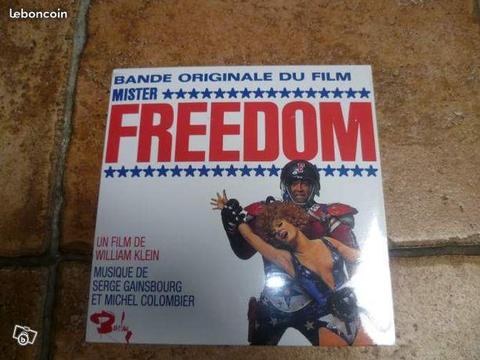 leboncoin
BANDE ORIGINALE DU FILM
MISTER
FREEDOM
UN FILM DE
WILLIAM KLEIN
MUSIQUE DE
SERGE GAINSBOURG
ET MICHEL COLOMBIER
Barclay